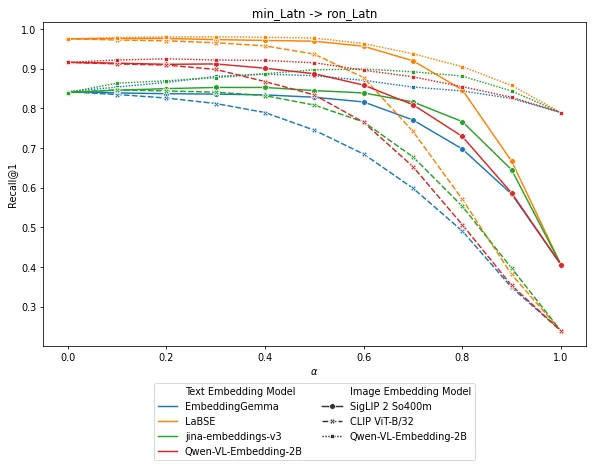 min_Latn -> ron_Latn
Recall@1
1.0
0.9
0.8
0.7
0.6
0.5
0.4
0.3
0.0 0.2 0.4 0.6 0.8 1.0
α
Text Embedding Model
EmbeddingGemma
LaBSE
jina-embeddings-v3
Qwen-VL-Embedding-2B
Image Embedding Model
SigLIP 2 So400m
CLIP ViT-B/32
Qwen-VL-Embedding-2B